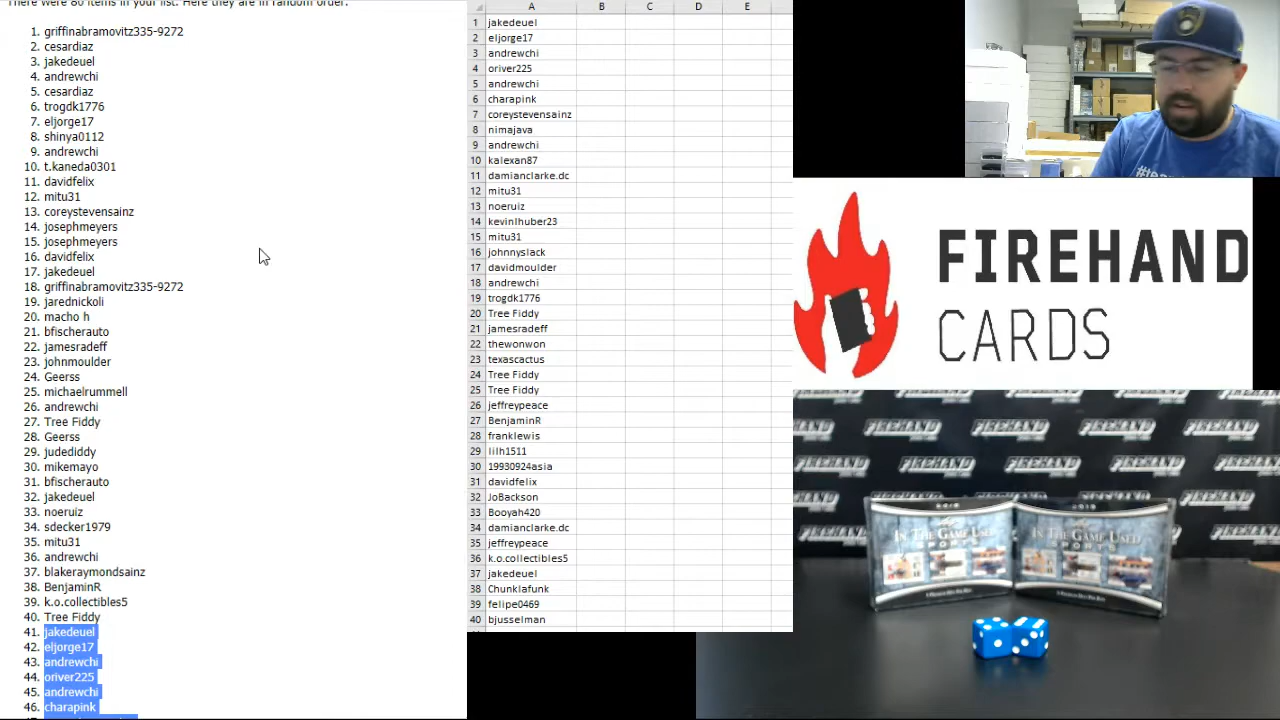 There were 80 items in your list. Here they are in random order:
1. griffinabramovitz335-9272
2. cesardiaz
3. jakedeuel
4. andrewchi
5. cesardiaz
6. trogdk1776
7. eljorge17
8. shinya0112
9. andrewchi
10. t.kaneda0301
11. davidfelix
12. mitu31
13. coreystevensainz
14. josephmeyers
15. josephmeyers
16. davidfelix
17. jakedeuel
18. griffinabramovitz335-9272
19. jarednickoli
20. macho h
21. bfischerauto
22. jamesradeff
23. johnmoulder
24. Geerss
25. michaelrummell
26. andrewchi
27. Tree Fiddy
28. Geerss
29. judediddy
30. mikemayo
31. bfischerauto
32. jakedeuel
33. noeruiz
34. sdecker1979
35. mitu31
36. andrewchi
37. blakeraymondsainz
38. BenjaminR
39. k.o.collectibles5
40. Tree Fiddy
41. jakedeuel
42. eljorge17
43. andrewchi
44. oriver225
45. andrewchi
46. charapink
A B C D E
1 jakedeuel
2 eljorge17
3 andrewchi
4 oriver225
5 andrewchi
6 charapink
7 coreystevensainz
8 nimajava
9 andrewchi
10 kalexan87
11 damianclarke.dc
12 mitu31
13 noeruiz
14 kevinlhuber23
15 mitu31
16 johnnyslack
17 davidmoulder
18 andrewchi
19 trogdk1776
20 Tree Fiddy
21 jamesradeff
22 thewonwon
23 texascactus
24 Tree Fiddy
25 Tree Fiddy
26 jeffreypeace
27 BenjaminR
28 franklewis
29 lilh1511
30 19930924asia
31 davidfelix
32 JoBackson
33 Booyah420
34 damianclarke.dc
35 jeffreypeace
36 k.o.collectibles5
37 jakedeuel
38 Chunklafunk
39 felipe0469
40 bjusselman
FIREHAND
CARDS
FIREHAND FIREHAND FIREHAND
IN THE GAME USED
SPORTS
IN THE GAME USED
SPORTS